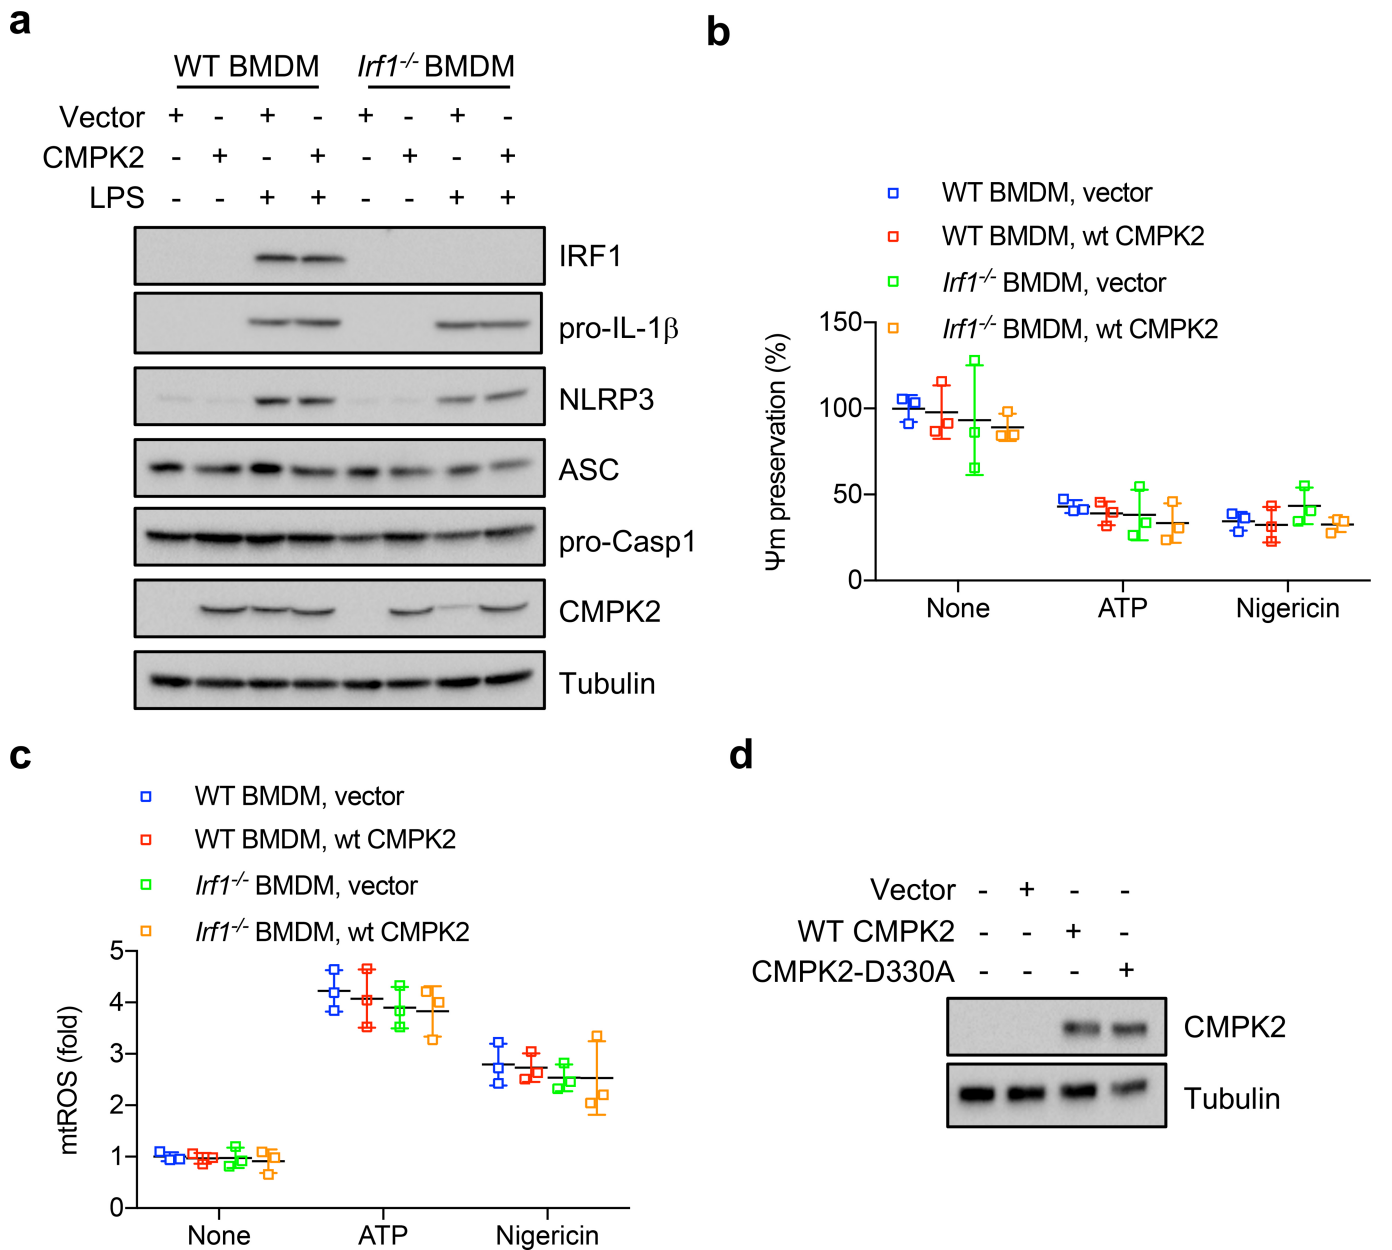 a
WT BMDM Irf1-/- BMDM
Vector + - + - + - + -
CMPK2 - + - + - + - +
LPS - - + + - - + +
IRF1
pro-IL-1β
NLRP3
ASC
pro-Casp1
CMPK2
Tubulin
b
WT BMDM, vector
WT BMDM, wt CMPK2
Irf1-/- BMDM, vector
Irf1-/- BMDM, wt CMPK2
Ψm preservation (%)
150
100
50
0
None ATP Nigericin
c
WT BMDM, vector
WT BMDM, wt CMPK2
Irf1-/- BMDM, vector
Irf1-/- BMDM, wt CMPK2
mtROS (fold)
5
4
3
2
1
0
None ATP Nigericin
d
Vector - + - -
WT CMPK2 - - + -
CMPK2-D330A - - - +
CMPK2
Tubulin